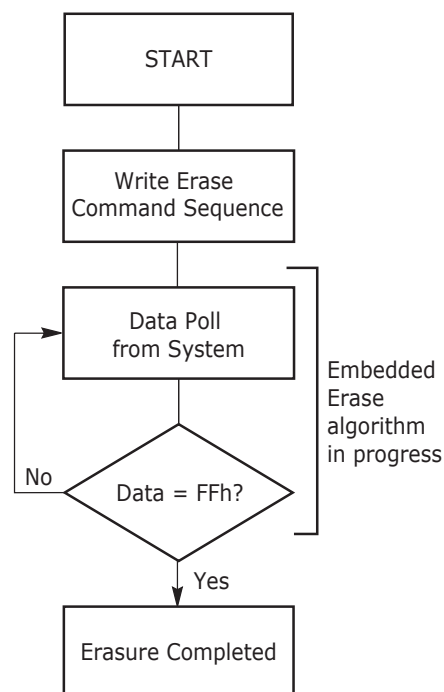 START
Write Erase
Command Sequence
Data Poll
from System
Embedded
Erase
algorithm
in progress
No
Data = FFh?
Yes
Erasure Completed